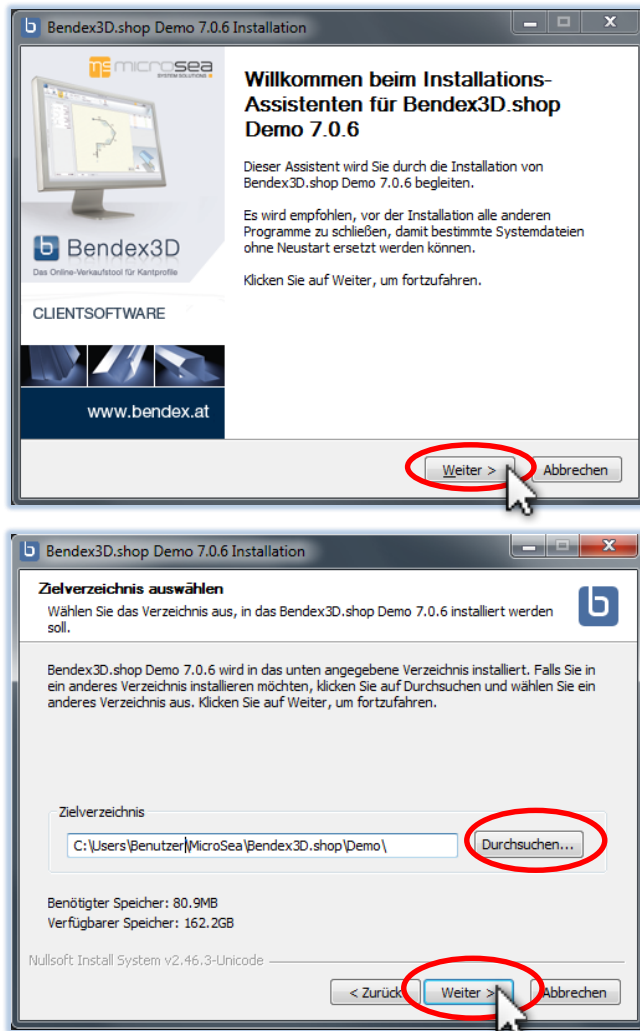 Bendex3D.shop Demo 7.0.6 Installation
ms microsea
SYSTEM SOLUTIONS
Willkommen beim Installations-
Assistenten für Bendex3D.shop
Demo 7.0.6
Dieser Assistent wird Sie durch die Installation von
Bendex3D.shop Demo 7.0.6 begleiten.
Es wird empfohlen, vor der Installation alle anderen
Programme zu schließen, damit bestimmte Systemdateien
ohne Neustart ersetzt werden können.
Klicken Sie auf Weiter, um fortzufahren.
b Bendex3D
Das Online-Verkaufstool für Kantprofile
CLIENTSOFTWARE
www.bendex.at
Weiter >
Abbrechen
Bendex3D.shop Demo 7.0.6 Installation
Zielverzeichnis auswählen
Wählen Sie das Verzeichnis aus, in das Bendex3D.shop Demo 7.0.6 installiert werden
soll.
Bendex3D.shop Demo 7.0.6 wird in das unten angegebene Verzeichnis installiert. Falls Sie in
ein anderes Verzeichnis installieren möchten, klicken Sie auf Durchsuchen und wählen Sie ein
anderes Verzeichnis aus. Klicken Sie auf Weiter, um fortzufahren.
Zielverzeichnis
C:\Users\Benutzer\MicroSea\Bendex3D.shop\Demo\
Durchsuchen...
Benötigter Speicher: 80.9MB
Verfügbarer Speicher: 162.2GB
Nullsoft Install System v2.46.3-Unicode
< Zurück
Weiter >
Abbrechen